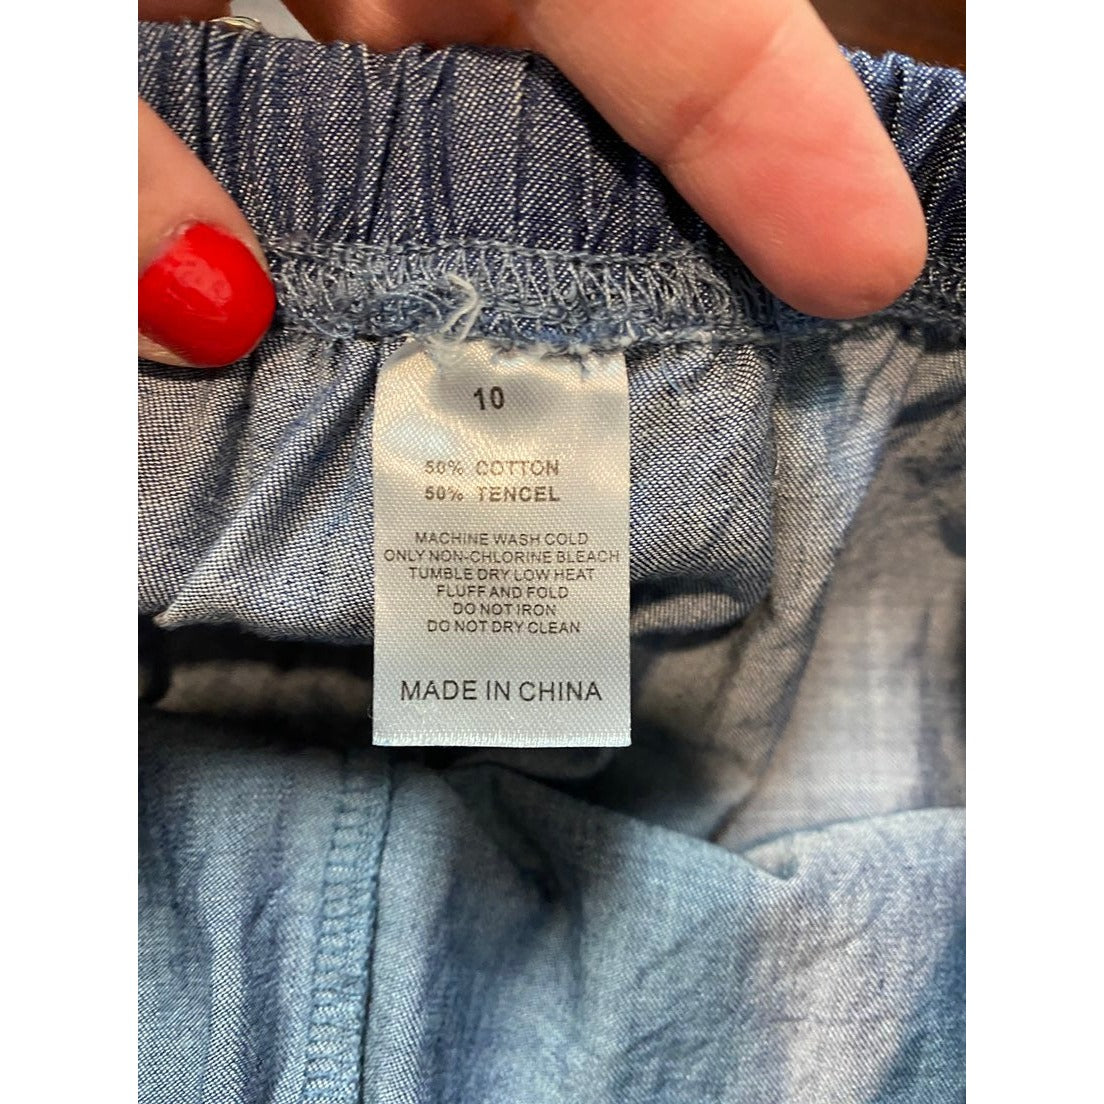 10
50% COTTON
50% TENCEL
MACHINE WASH COLD
ONLY NON-CHLORINE BLEACH
TUMBLE DRY LOW HEAT
FLUFF AND FOLD
DO NOT IRON
DO NOT DRY CLEAN
MADE IN CHINA